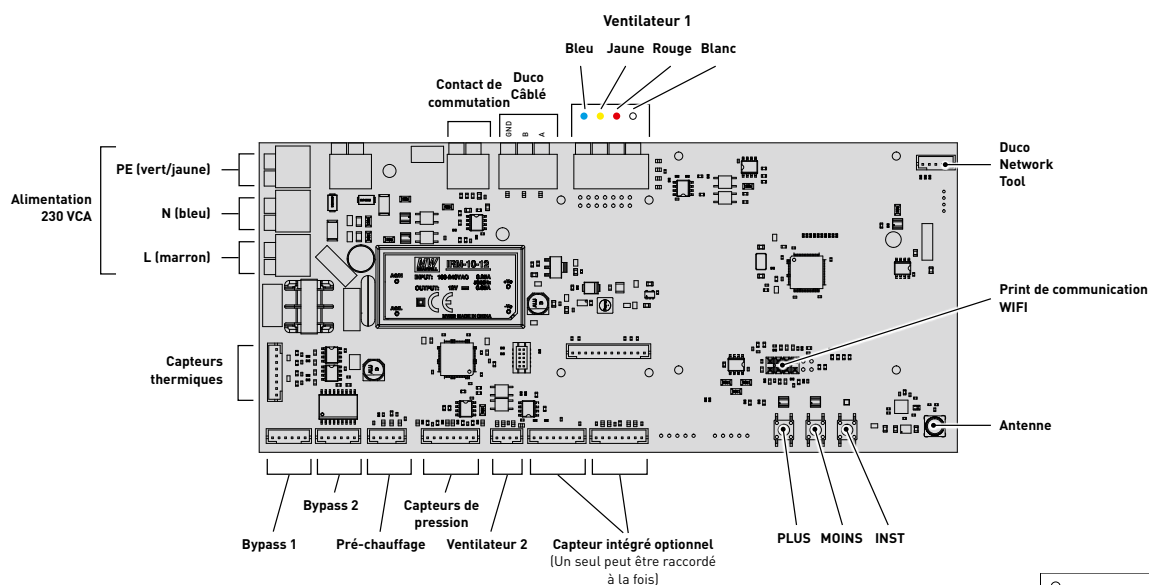 Ventilateur 1
Bleu Jaune Rouge Blanc
Contact de
commutation
Duco
Câblé
GND
B
A
Duco
Network
Tool
Alimentation
230 VCA
PE (vert/jaune)
N (bleu)
L (marron)
IRM-10-12
Print de communication
WIFI
Capteurs
thermiques
Antenne
Bypass 1
Bypass 2
Pré-chauffage
Capteurs de
pression
Ventilateur 2
Capteur intégré optionnel
(Un seul peut être raccordé
à la fois)
PLUS MOINS INST